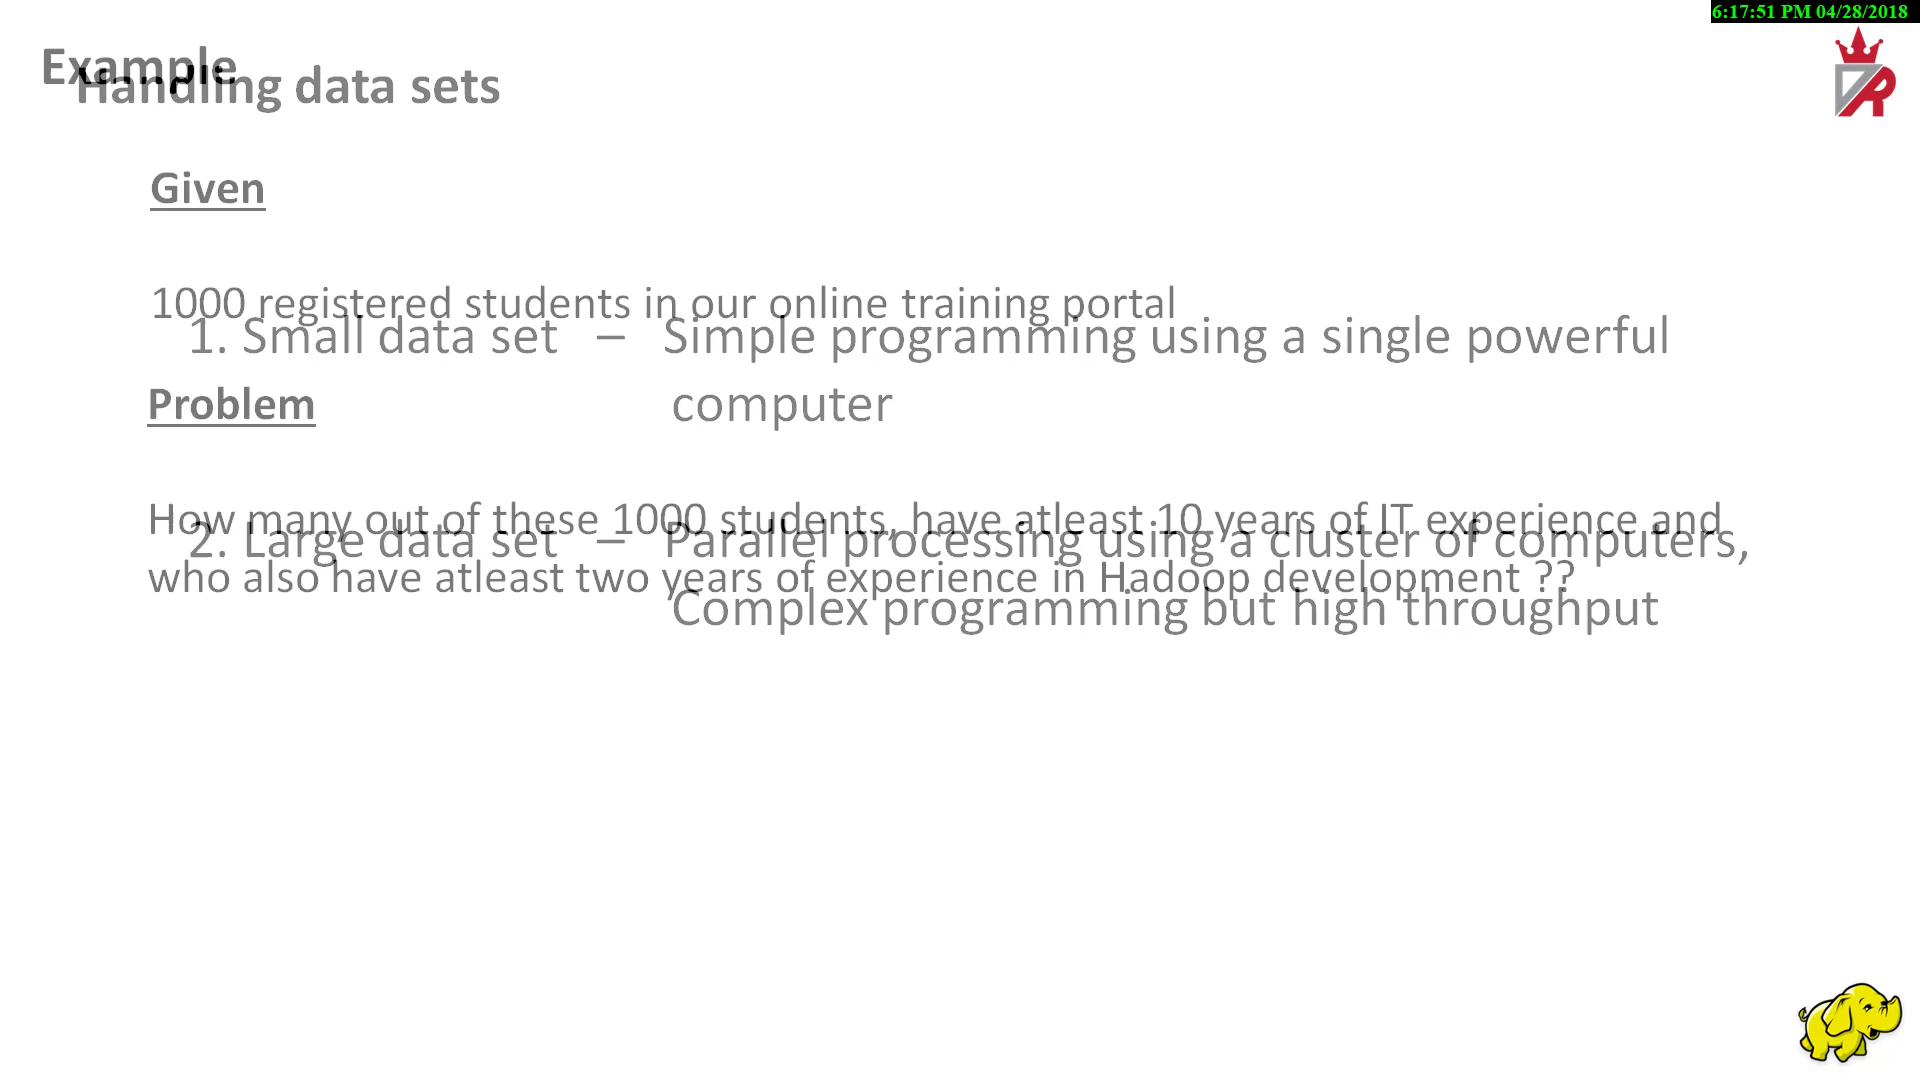 6:17:51 PM 04/28/2018
Example
Handling data sets
Given
1000 registered students in our online training portal
1. Small data set – Simple programming using a single powerful
computer
Problem
How many out of these 1000 students, have atleast 10 years of IT experience and
2. Large data set – Parallel processing using a cluster of computers,
who also have atleast two years of experience in Hadoop development ??
Complex programming but high throughput